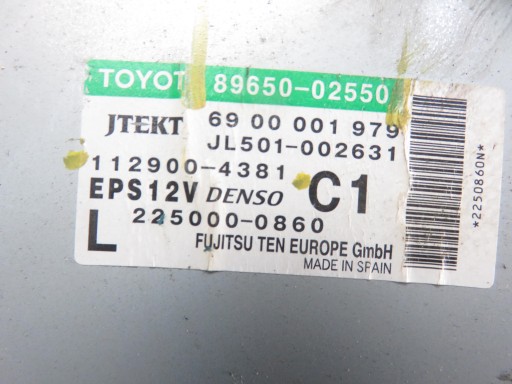 TOYOT 89650-02550
JTEKT 69 00 001 979
JL501-002631
112900-4381
EPS12V DENSO C1
225000-0860
L FUJITSU TEN EUROPE GmbH
MADE IN SPAIN
*2250860N*